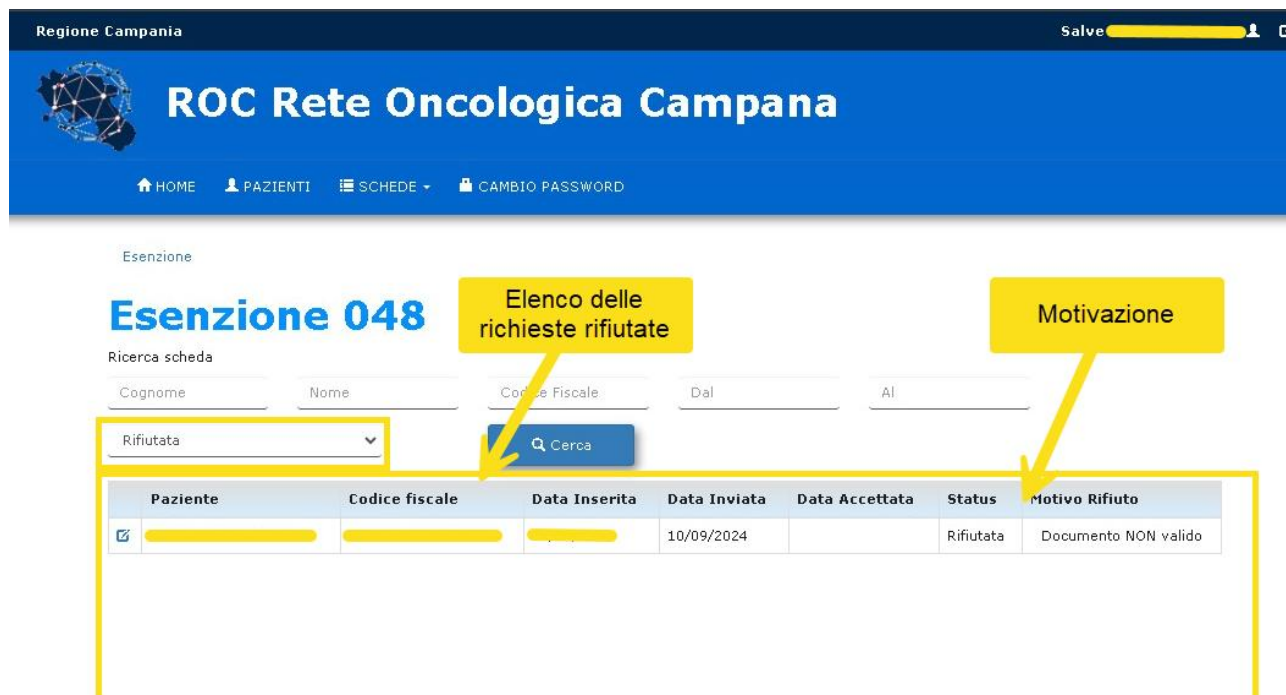 Regione Campania
Salve
ROC Rete Oncologica Campana
HOME PAZIENTI SCHEDE CAMBIO PASSWORD
Esenzione
Esenzione 048
Elenco delle
richieste rifiutate
Motivazione
Ricerca scheda
Cognome Nome Fiscale Dal Al
Rifiutata Cerca
Paziente Codice fiscale Data Inserita Data Inviata Data Accettata Status Motivo Rifiuto
10/09/2024 Rifiutata Documento NON valido